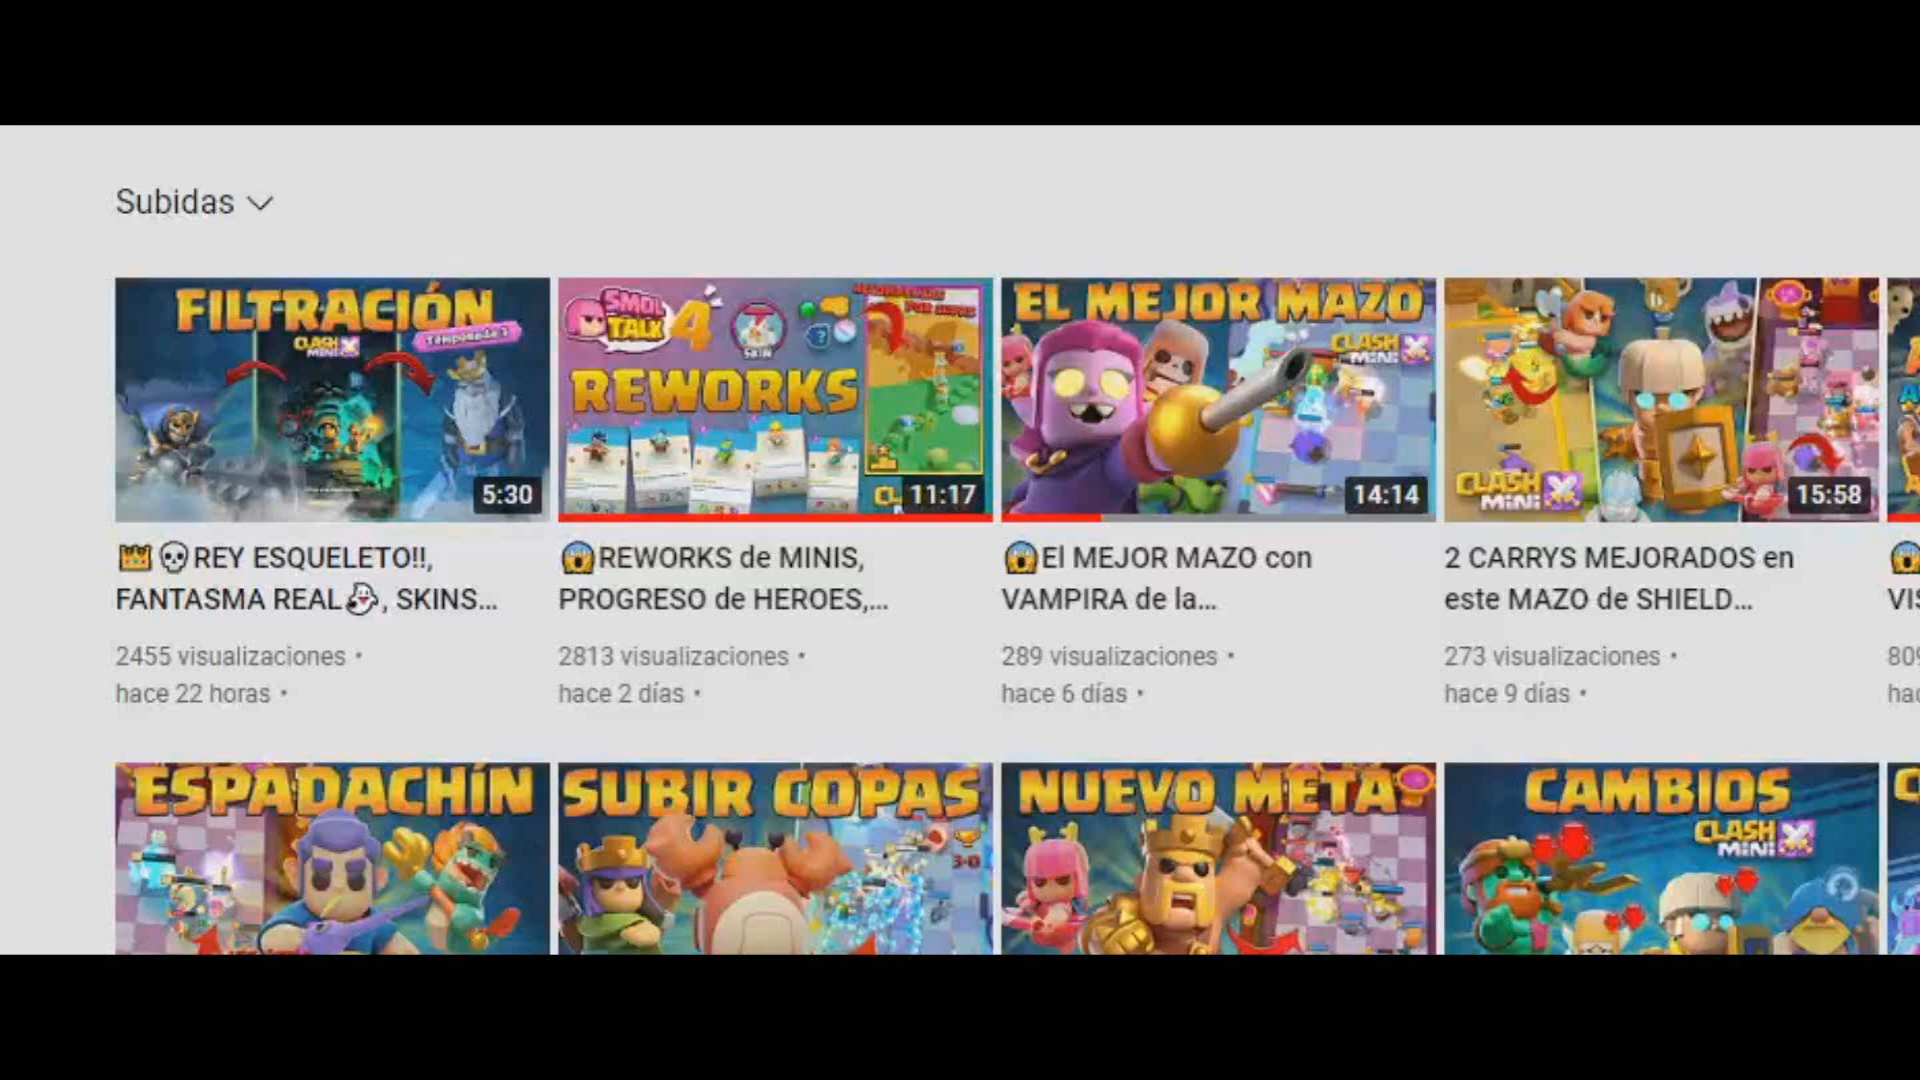 Subidas
FILTRACIÓN
CLASH MINI
5:30
SMOL TALK 4
SKIN
REWORKS
11:17
EL MEJOR MAZO
CLASH MINI
14:14
CLASH MINI
15:58
👑💀REY ESQUELETO!!,
FANTASMA REAL👻, SKINS...
2455 visualizaciones •
hace 22 horas •
😱REWORKS de MINIS,
PROGRESO de HEROES,...
2813 visualizaciones •
hace 2 días •
😱El MEJOR MAZO con
VAMPIRA de la...
289 visualizaciones •
hace 6 días •
2 CARRYS MEJORADOS en
este MAZO de SHIELD...
273 visualizaciones •
hace 9 días •
ESPADACHÍN
SUBIR COPAS
3-0
NUEVO META
CAMBIOS
CLASH MINI